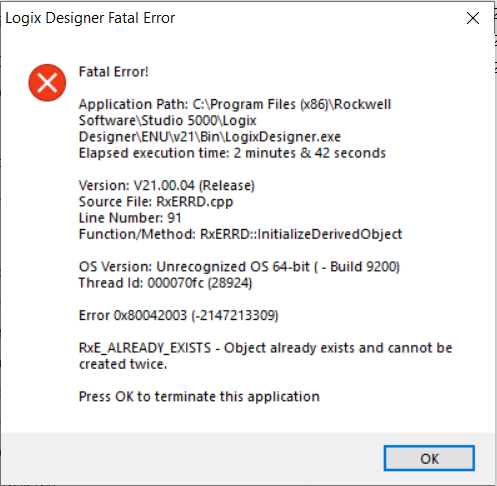 Logix Designer Fatal Error
Fatal Error!
Application Path: C:\Program Files (x86)\Rockwell
Software\Studio 5000\Logix
Designer\ENU\v21\Bin\LogixDesigner.exe
Elapsed execution time: 2 minutes & 42 seconds
Version: V21.00.04 (Release)
Source File: RxERRD.cpp
Line Number: 91
Function/Method: RxERRD::InitializeDerivedObject
OS Version: Unrecognized OS 64-bit ( - Build 9200)
Thread Id: 000070fc (28924)
Error 0x80042003 (-2147213309)
RxE_ALREADY_EXISTS - Object already exists and cannot be
created twice.
Press OK to terminate this application
OK